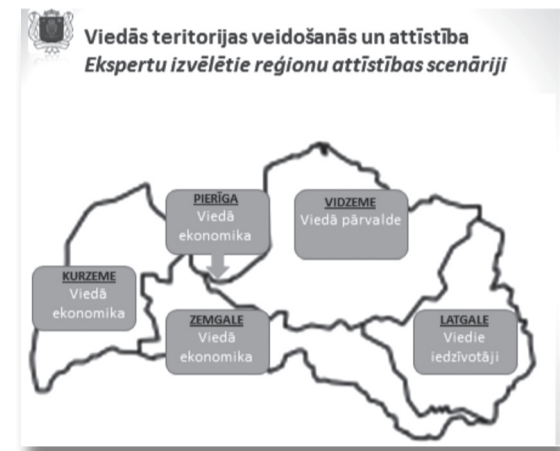 Viedās teritorijas veidošanās un attīstība
Ekspertu izvēlētie reģionu attīstības scenāriji
PIERĪGA
Viedā
ekonomika
VIDZEME
Viedā pārvalde
KURZEME
Viedā
ekonomika
ZEMGALE
Viedā
ekonomika
LATGALE
Viedie
iedzīvotāji